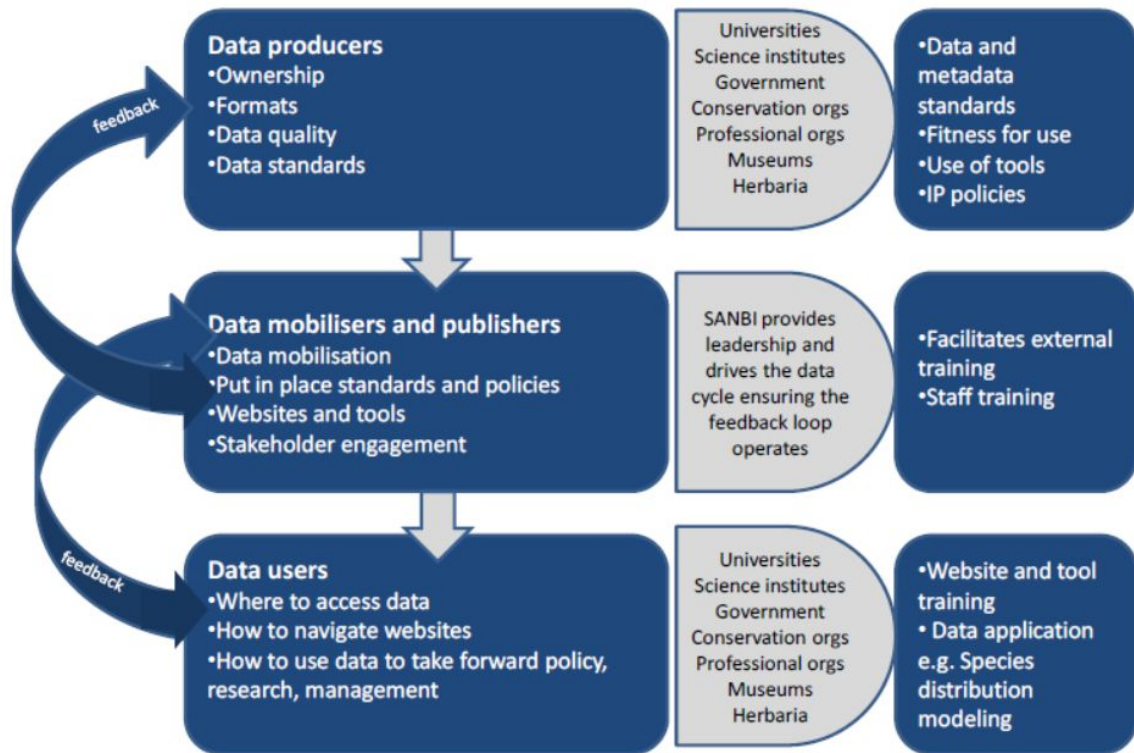 feedback
Data producers
•Ownership
•Formats
•Data quality
•Data standards
Universities
Science institutes
Government
Conservation orgs
Professional orgs
Museums
Herbaria
•Data and
metadata
standards
•Fitness for use
•Use of tools
•IP policies
Data mobilisers and publishers
•Data mobilisation
•Put in place standards and policies
•Websites and tools
•Stakeholder engagement
SANBI provides
leadership and
drives the data
cycle ensuring the
feedback loop
operates
•Facilitates external
training
•Staff training
feedback
Data users
•Where to access data
•How to navigate websites
•How to use data to take forward policy,
research, management
Universities
Science institutes
Government
Conservation orgs
Professional orgs
Museums
Herbaria
•Website and tool
training
• Data application
e.g. Species
distribution
modeling